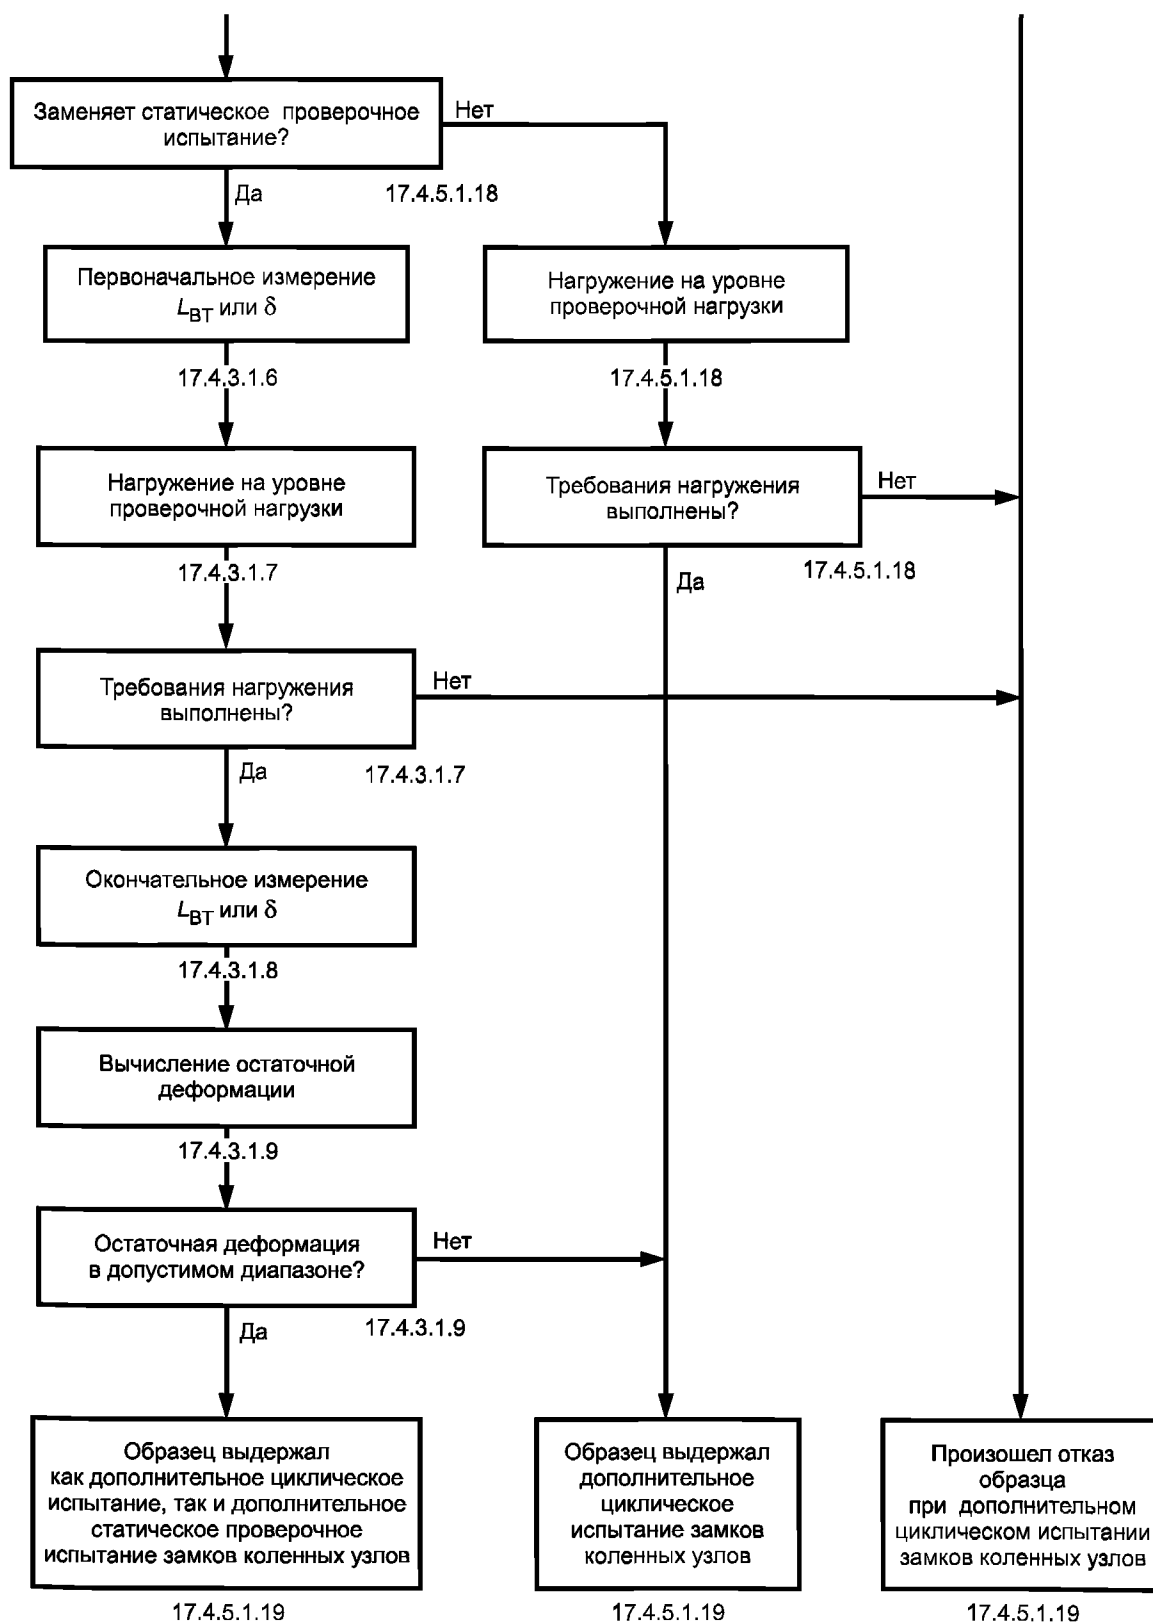 Заменяет статическое проверочное
испытание?
Нет
Да
17.4.5.1.18
Первоначальное измерение
LВТ или δ
Нагружение на уровне
проверочной нагрузки
17.4.3.1.6
17.4.5.1.18
Нагружение на уровне
проверочной нагрузки
Требования нагружения
выполнены?
Нет
17.4.3.1.7
17.4.5.1.18
Да
Требования нагружения
выполнены?
Нет
Да
17.4.3.1.7
Окончательное измерение
LВТ или δ
17.4.3.1.8
Вычисление остаточной
деформации
17.4.3.1.9
Остаточная деформация
в допустимом диапазоне?
Нет
Да
17.4.3.1.9
Образец выдержал
как дополнительное циклическое
испытание, так и дополнительное
статическое проверочное
испытание замков коленных узлов
Образец выдержал
дополнительное
циклическое
испытание замков
коленных узлов
Произошел отказ
образца
при дополнительном
циклическом испытании
замков коленных узлов
17.4.5.1.19
17.4.5.1.19
17.4.5.1.19